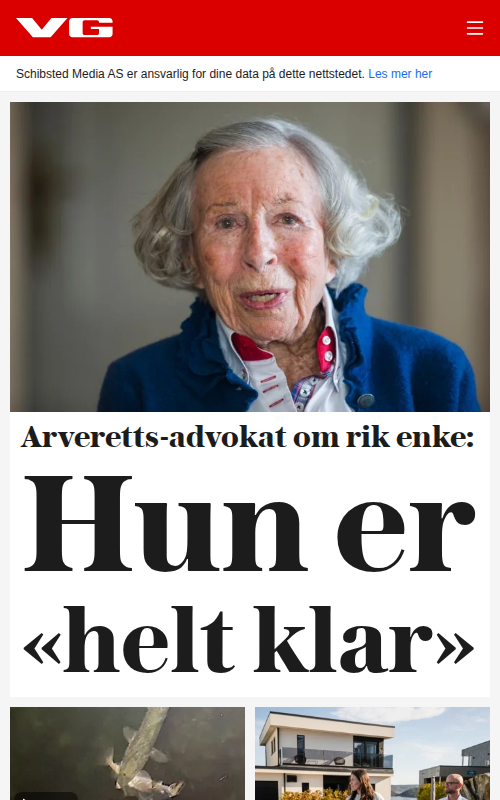 VG
Schibsted Media AS er ansvarlig for dine data på dette nettstedet. Les mer her
Arveretts-advokat om rik enke:
Hun er
«helt klar»